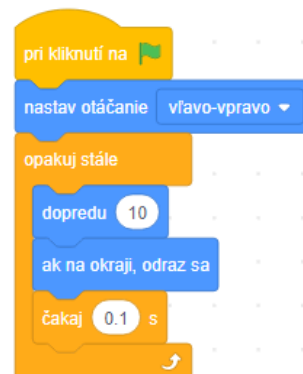 pri kliknutí na
nastav otáčanie vľavo-vpravo
opakuj stále
dopredu 10
ak na okraji, odraz sa
čakaj 0.1 s